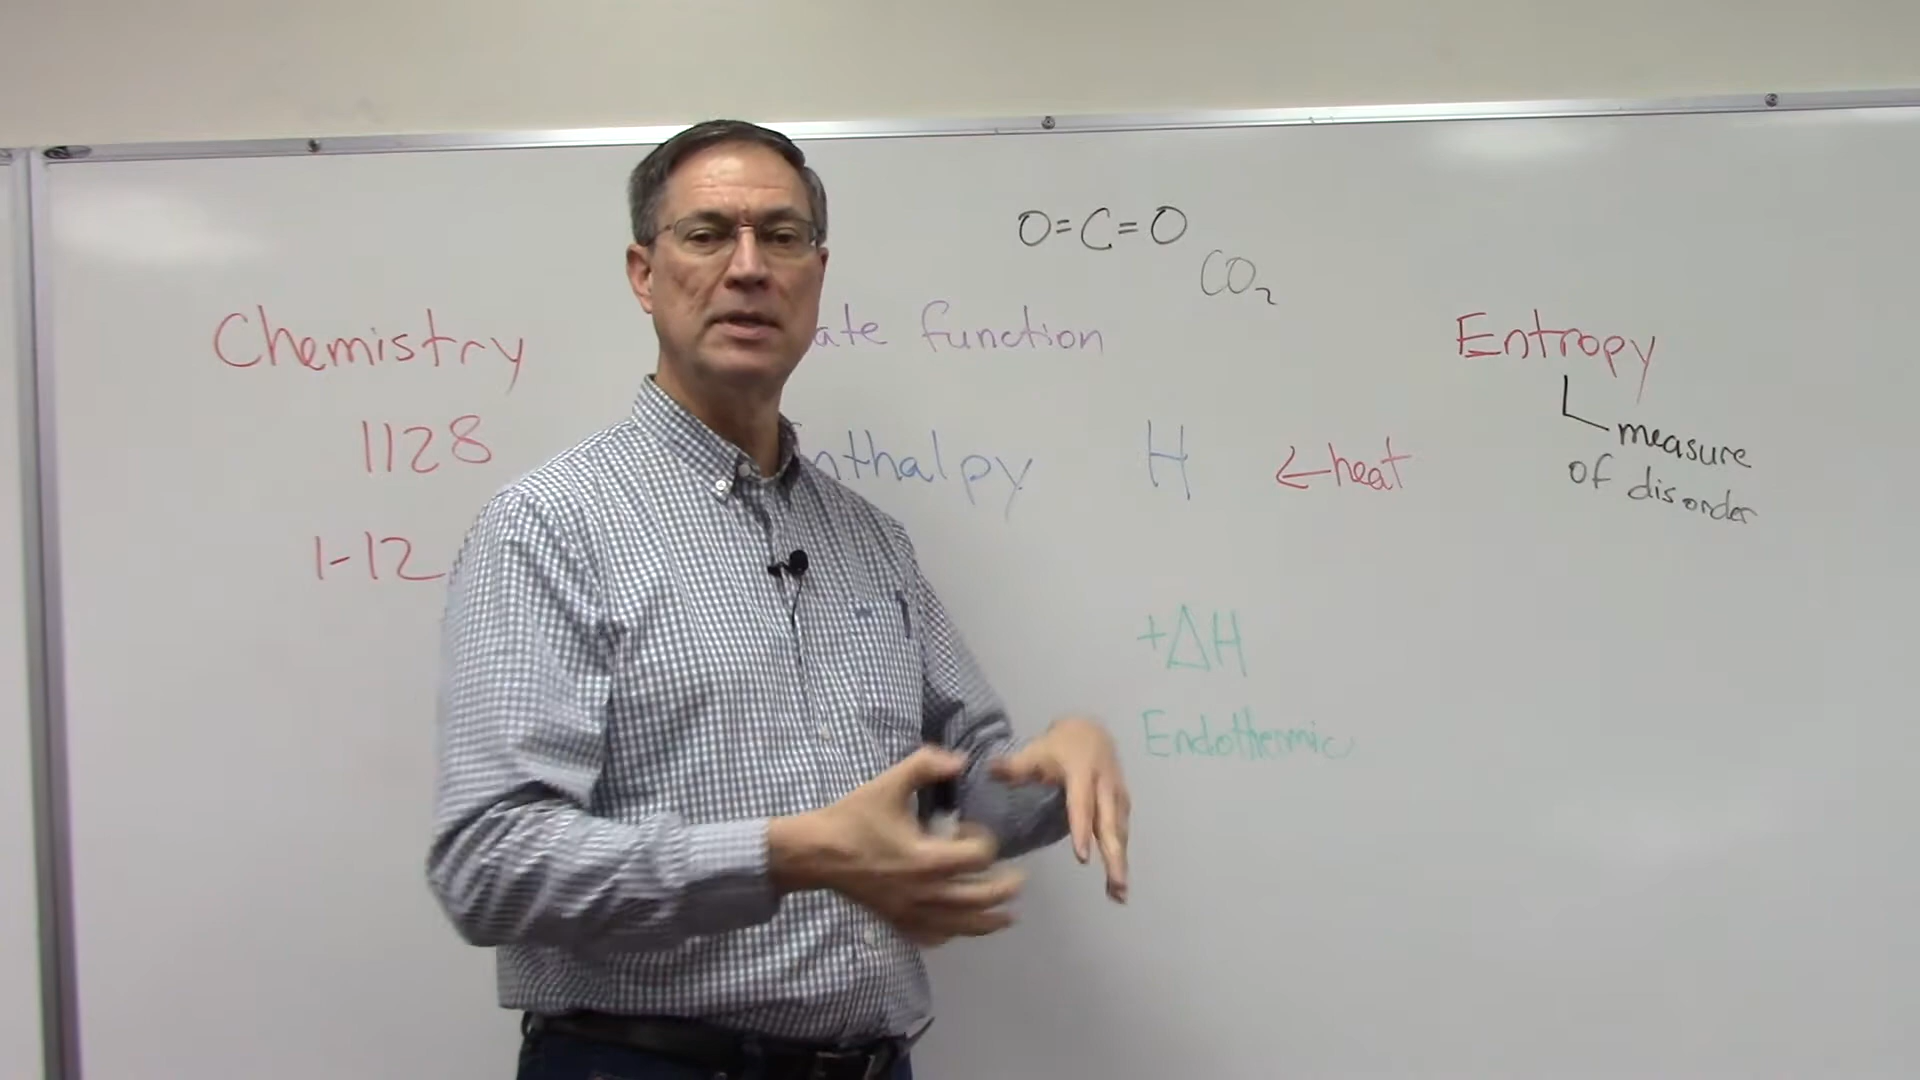 O=C=O
CO₂
Chemistry
ate function
Entropy
measure
of disorder
1128
nthalpy H ←heat
1-12
+ΔH
Endothermic